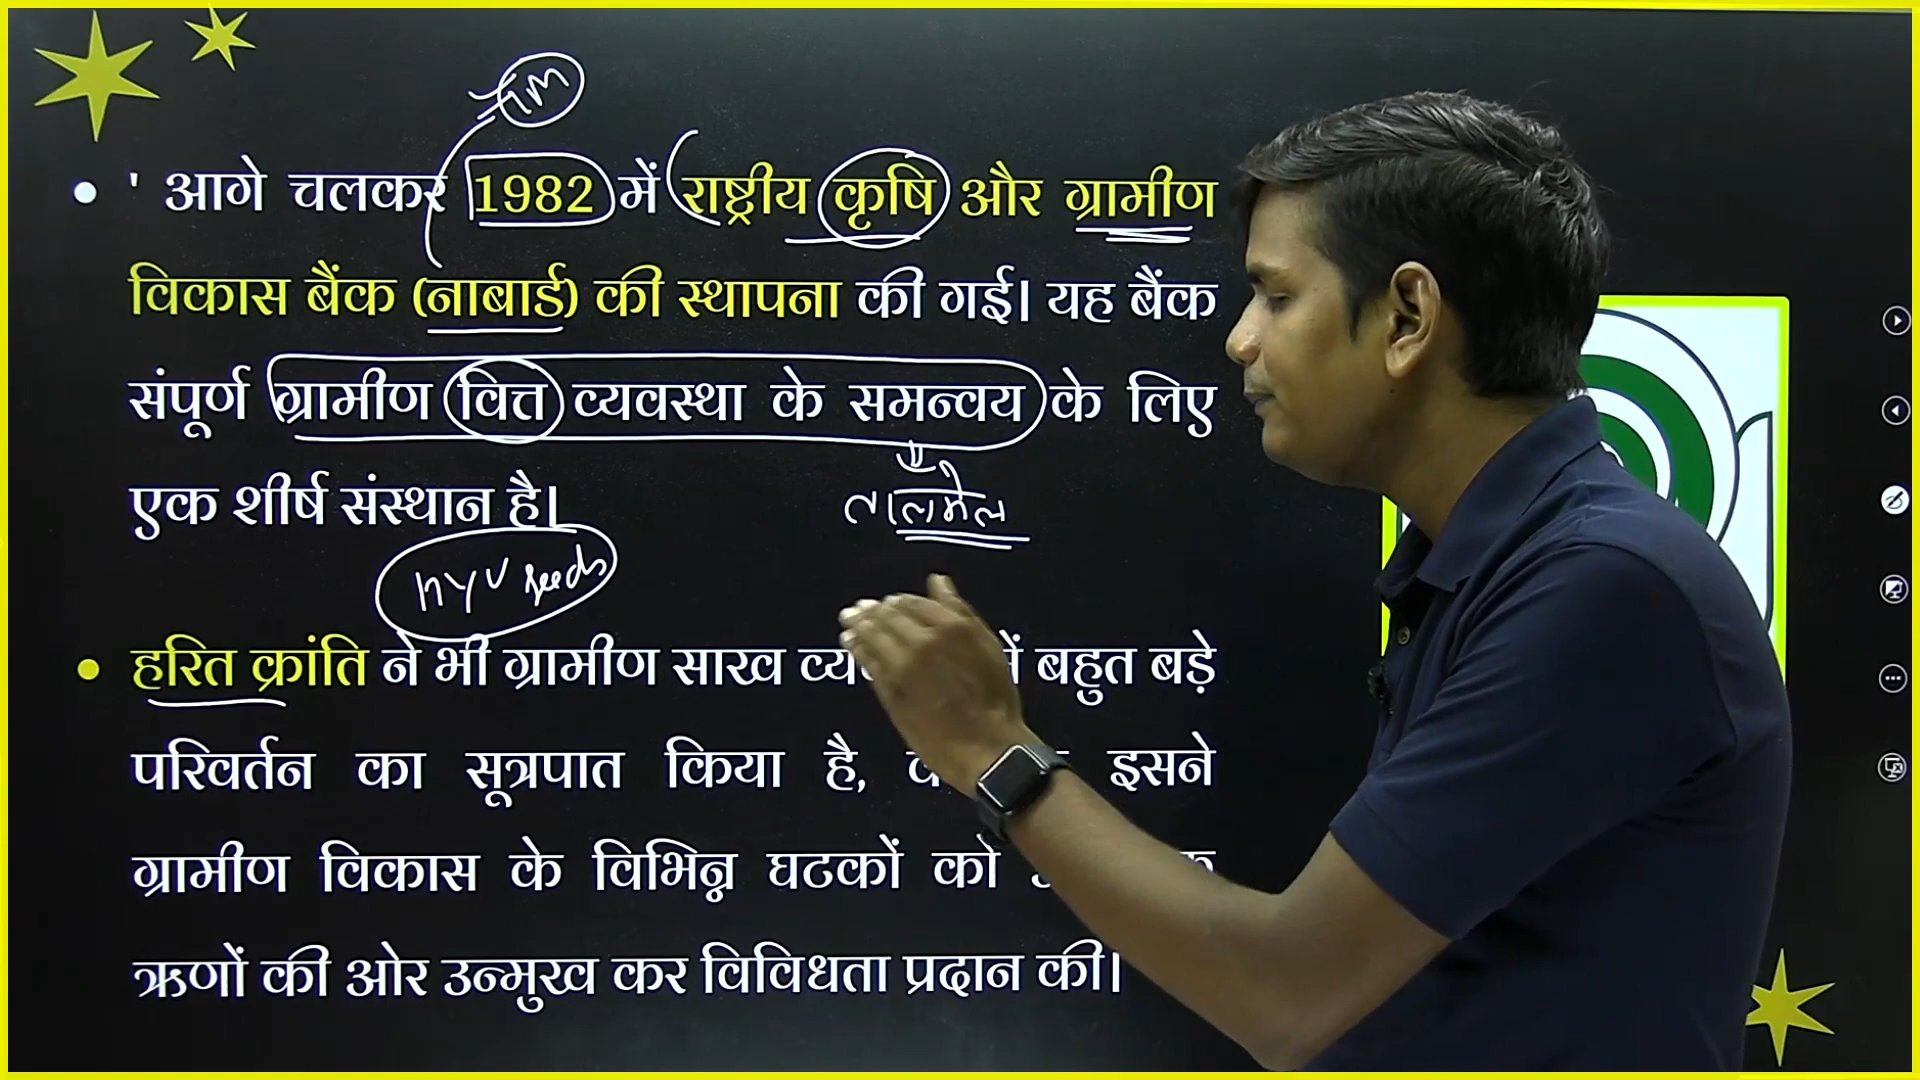 ' आगे चलकर 1982 में राष्ट्रीय कृषि और ग्रामीण
विकास बैंक (नाबार्ड) की स्थापना की गई। यह बैंक
संपूर्ण ग्रामीण वित्त व्यवस्था के समन्वय के लिए
एक शीर्ष संस्थान है।
तालमेल
HYV seeds
हरित क्रांति ने भी ग्रामीण साख में बहुत बड़े
परिवर्तन का सूत्रपात किया है, इसने
ग्रामीण विकास के विभिन्न घटकों को
ऋणों की ओर उन्मुख कर विविधता प्रदान की।